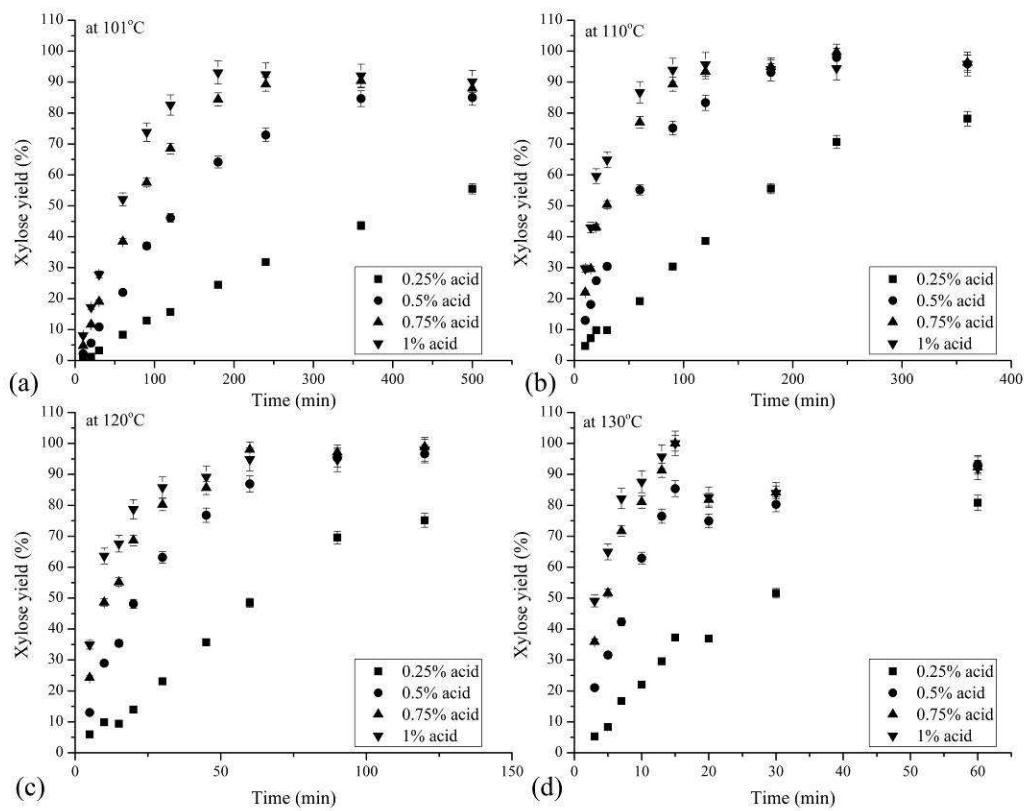 at 101°C
Xylose yield (%)
110
100
90
80
70
60
50
40
30
20
10
0
0.25% acid
0.5% acid
0.75% acid
1% acid
0 100 200 300 400 500
Time (min)
(a)
at 110°C
Xylose yield (%)
110
100
90
80
70
60
50
40
30
20
10
0
0.25% acid
0.5% acid
0.75% acid
1% acid
0 100 200 300 400
Time (min)
(b)
at 120°C
Xylose yield (%)
110
100
90
80
70
60
50
40
30
20
10
0
0.25% acid
0.5% acid
0.75% acid
1% acid
0 50 100 150
Time (min)
(c)
at 130°C
Xylose yield (%)
110
100
90
80
70
60
50
40
30
20
10
0
0.25% acid
0.5% acid
0.75% acid
1% acid
0 10 20 30 40 50 60
Time (min)
(d)